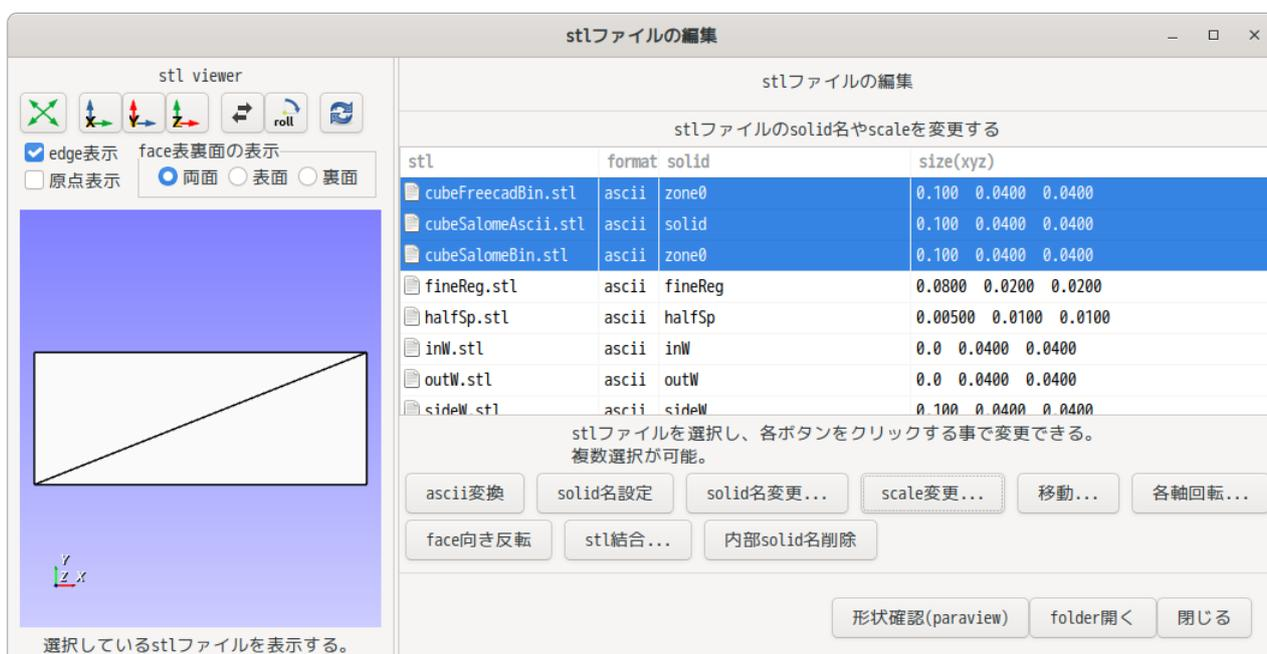 stlファイルの編集
stl viewer
X Y Z roll
edge表示
原点表示
face表裏面の表示
両面 表面 裏面
Y
Z X
選択しているstlファイルを表示する。
stlファイルの編集
stlファイルのsolid名やscaleを変更する
stl format solid size(xyz)
cubeFreecadBin.stl ascii zone0 0.100 0.0400 0.0400
cubeSalomeAscii.stl ascii solid 0.100 0.0400 0.0400
cubeSalomeBin.stl ascii zone0 0.100 0.0400 0.0400
fineReg.stl ascii fineReg 0.0800 0.0200 0.0200
halfSp.stl ascii halfSp 0.00500 0.0100 0.0100
inW.stl ascii inW 0.0 0.0400 0.0400
outW.stl ascii outW 0.0 0.0400 0.0400
sideW.stl ascii sideW 0.100 0.0400 0.0400
stlファイルを選択し、各ボタンをクリックする事で変更できる。
複数選択が可能。
ascii変換 solid名設定 solid名変更... scale変更... 移動... 各軸回転...
face向き反転 stl結合... 内部solid名削除
形状確認(paraview) folder開く 閉じる